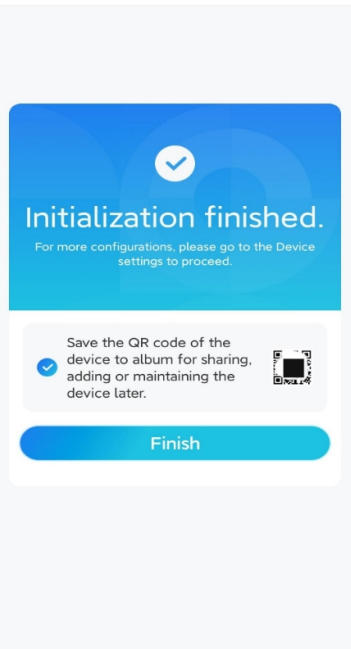 Initialization finished.
For more configurations, please go to the Device
settings to proceed.
Save the QR code of the
device to album for sharing,
adding or maintaining the
device later.
Finish